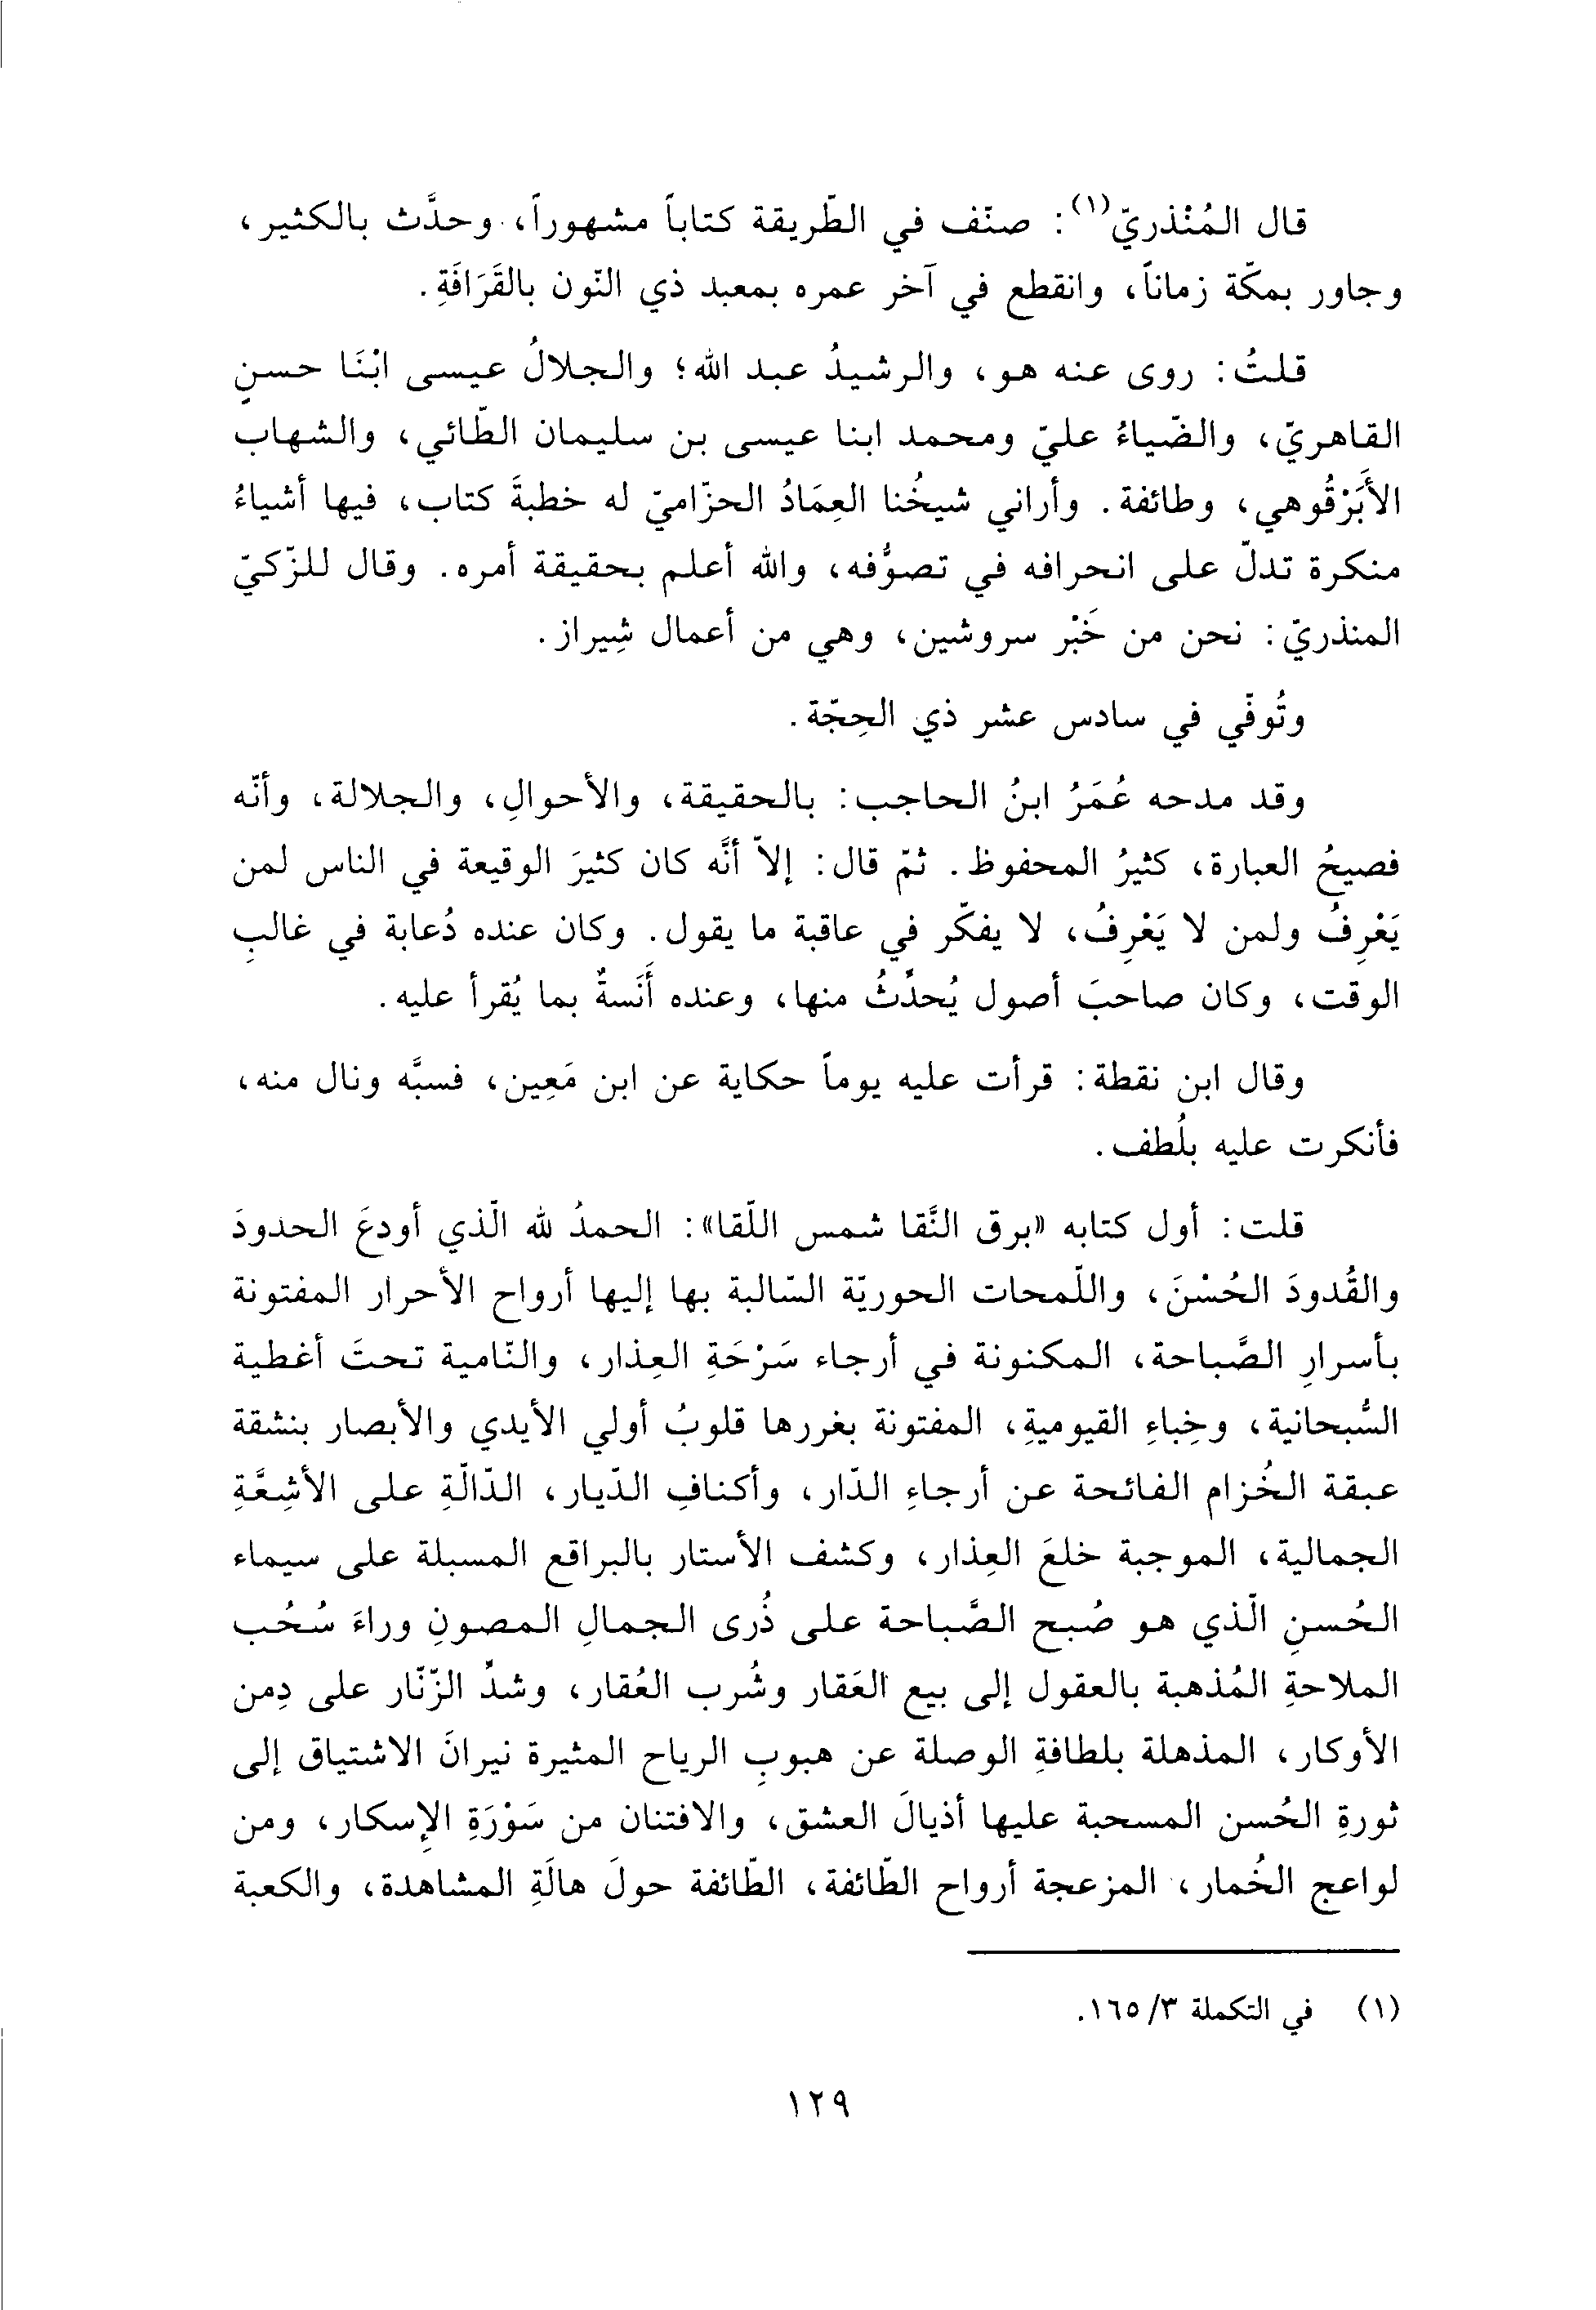 قال المُنْذريّ(١): صنّف في الطّريقة كتاباً مشهوراً، وحدَّث بالكثير،
وجاور بمكّة زماناً، وانقطع في آخر عمره بمعبد ذي النّون بالقَرَافَةِ.
قلتُ: روى عنه هو، والرشيدُ عبد الله؛ والجلالُ عيسى ابْنَا حسنٍ
القاهريّ، والضّياءُ عليّ ومحمد ابنا عيسى بن سليمان الطّائي، والشهاب
الأَبَرْقُوهي، وطائفة. وأراني شيخُنا العِمَادُ الحزّاميّ له خطبةَ كتاب، فيها أشياءُ
منكرة تدلّ على انحرافه في تصوُّفه، والله أعلم بحقيقة أمره. وقال للزّكيّ
المنذريّ: نحن من خَبْر سروشين، وهي من أعمال شِيراز.
وتُوفّي في سادس عشر ذي الحِجّة.
وقد مدحه عُمَرُ ابنُ الحاجب: بالحقيقة، والأحوالِ، والجلالة، وأنّه
فصيحُ العبارة، كثيرُ المحفوظ. ثمّ قال: إلاّ أنَّه كان كثيرَ الوقيعة في الناس لمن
يَعْرِفُ ولمن لا يَعْرِفُ، لا يفكّر في عاقبة ما يقول. وكان عنده دُعابة في غالبِ
الوقت، وكان صاحبَ أصول يُحدِّثُ منها، وعنده أَنَسةٌ بما يُقرأ عليه.
وقال ابن نقطة: قرأت عليه يوماً حكاية عن ابن مَعِين، فسبَّه ونال منه،
فأنكرت عليه بلُطف.
قلت: أول كتابه «برق النَّقا شمس اللّقا»: الحمدُ لله الّذي أودعَ الحدودَ
والقُدودَ الحُسْنَ، واللّمحات الحوريّة السّالبة بها إليها أرواح الأحرار المفتونة
بأسرارِ الصَّباحة، المكنونة في أرجاء سَرْحَةِ العِذار، والنّامية تحتَ أغطية
السُّبحانية، وخِباءِ القيوميةِ، المفتونة بغررها قلوبُ أولي الأيدي والأبصار بنشقة
عبقة الخُزام الفائحة عن أرجاءِ الدّار، وأكنافِ الدّيار، الدّالّةِ على الأشِعَّةِ
الجمالية، الموجبة خلعَ العِذار، وكشف الأستار بالبراقع المسبلة على سيماء
الحُسنِ الّذي هو صُبح الصَّباحة على ذُرى الجمالِ المصونِ وراءَ سُحُب
الملاحةِ المُذهبة بالعقول إلى بيع العَقار وشُرب العُقار، وشدِّ الزّنّار على دِمن
الأوكار، المذهلة بلطافةِ الوصلة عن هبوبِ الرياح المثيرة نيرانَ الاشتياق إلى
ثورةِ الحُسن المسحبة عليها أذيالَ العشق، والافتنان من سَوْرَةِ الإسكار، ومن
لواعج الخُمار، المزعجة أرواح الطّائفة، الطّائفة حولَ هالَةِ المشاهدة، والكعبة
(١) في التكملة ٣/ ١٦٥.
١٢٩